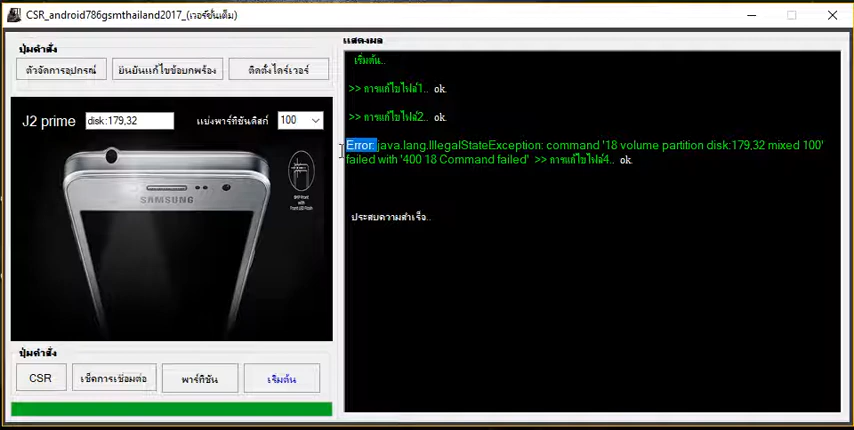 CSR_android786gsmthailand2017_(เวอร์ชั่นเต็ม)
ปุ่มคำสั่ง
ตัวจัดการอุปกรณ์
ยืนยันแก้ไขข้อบกพร่อง
ติดตั้งไดร์เวอร์
J2 prime
disk:179,32
แบ่งพาร์ทิชันดิสก์
100
SAMSUNG
ปุ่มคำสั่ง
CSR
เช็คการเชื่อมต่อ
พาร์ทิชัน
เริ่มต้น
แสดงผล
เริ่มต้น..
>> การแก้ไขไฟล์1.. ok.
>> การแก้ไขไฟล์2.. ok.
Error: java.lang.IllegalStateException: command '18 volume partition disk:179,32 mixed 100'
failed with '400 18 Command failed' >> การแก้ไขไฟล์4.. ok.
ประสบความสำเร็จ..